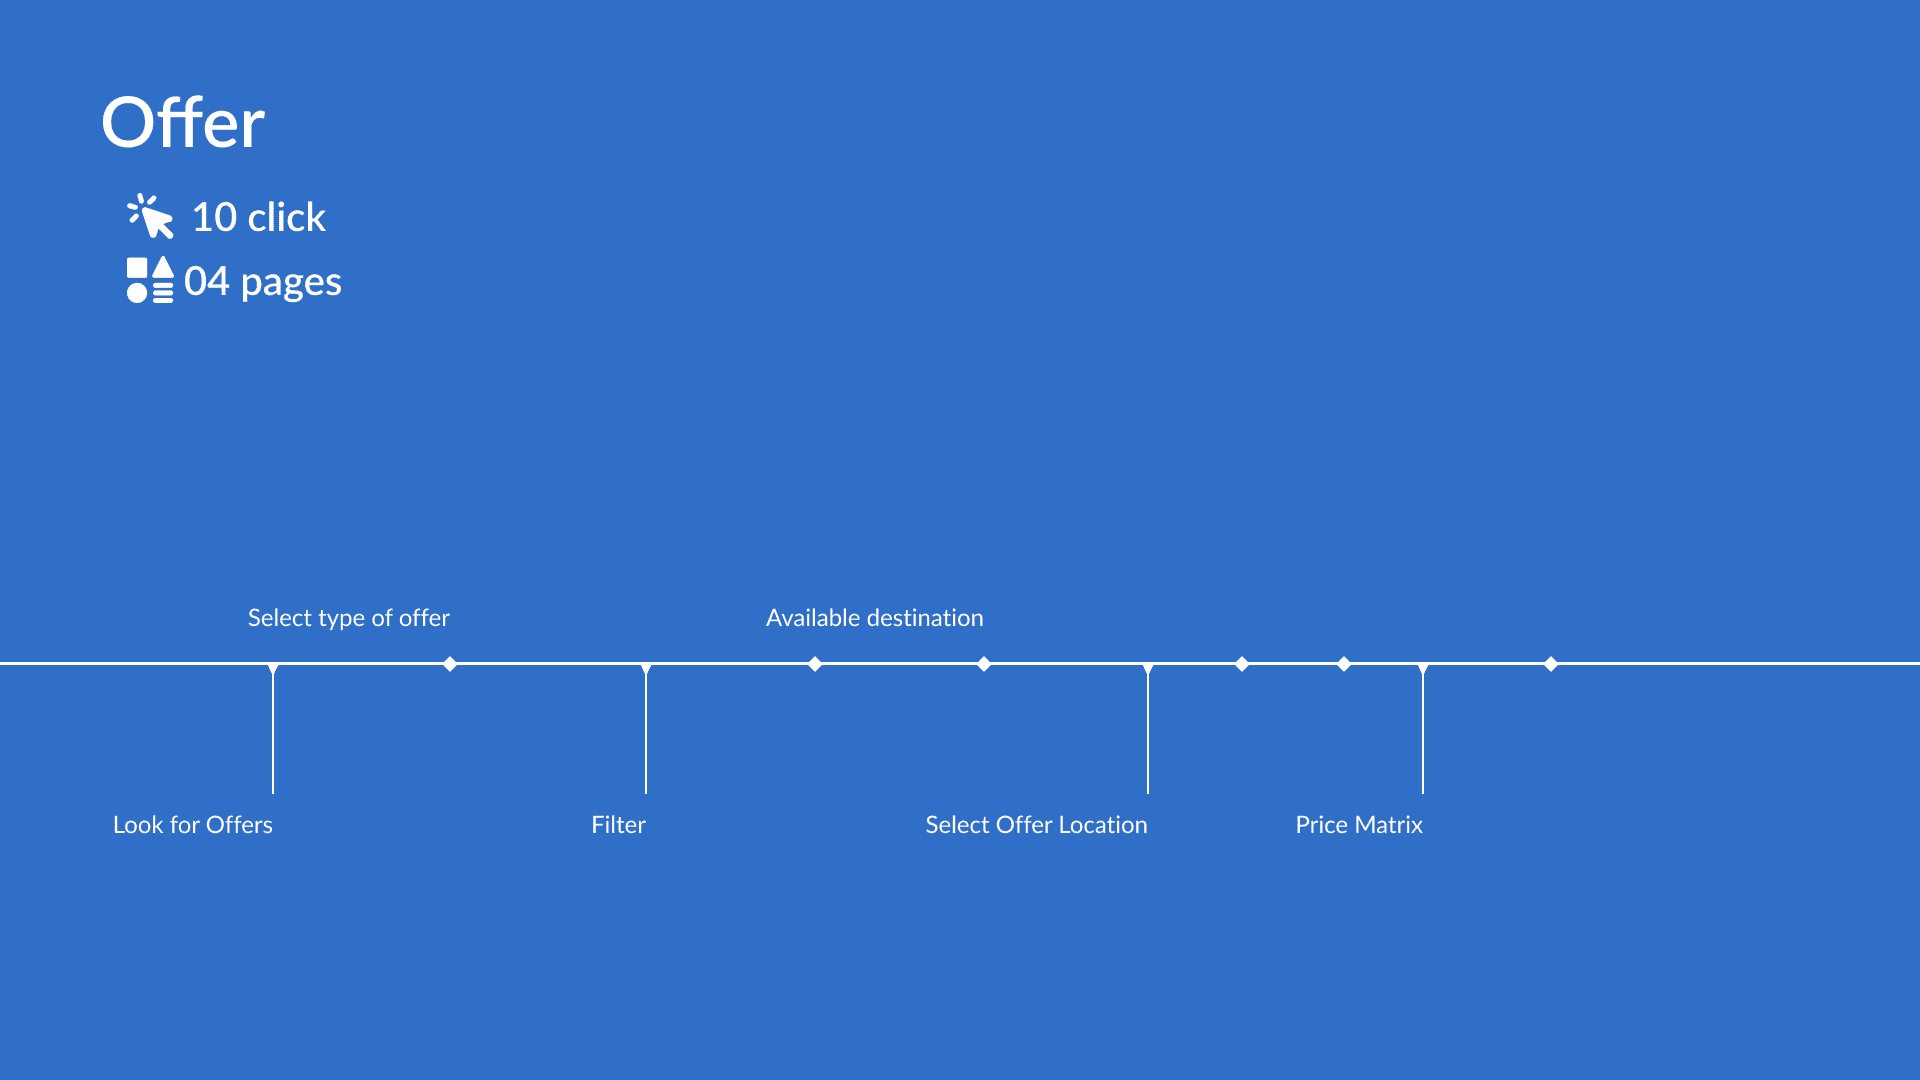 Offer
10 click
04 pages
Select type of offer
Available destination
Look for Offers
Filter
Select Offer Location
Price Matrix